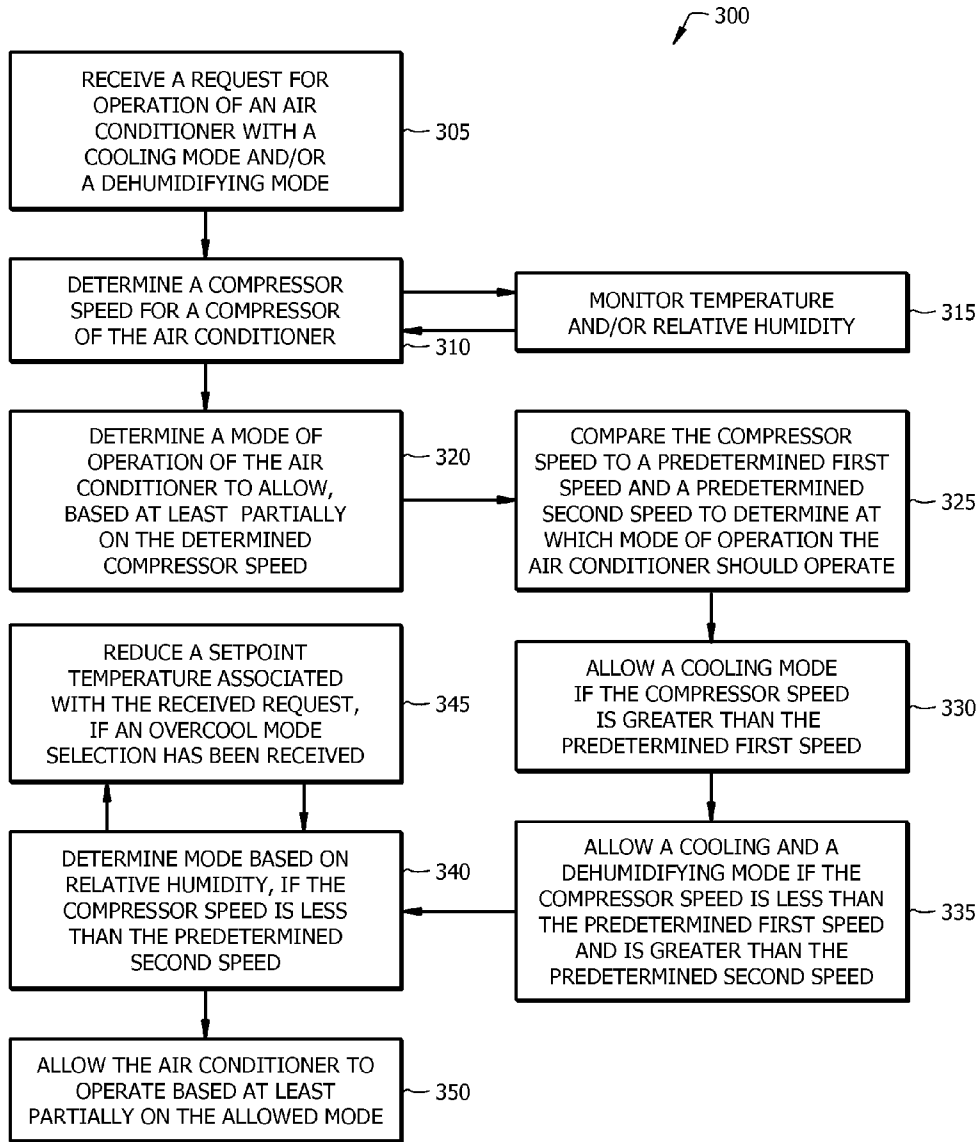 300
RECEIVE A REQUEST FOR
OPERATION OF AN AIR
CONDITIONER WITH A
COOLING MODE AND/OR
A DEHUMIDIFYING MODE
305
DETERMINE A COMPRESSOR
SPEED FOR A COMPRESSOR
OF THE AIR CONDITIONER
310
MONITOR TEMPERATURE
AND/OR RELATIVE HUMIDITY
315
DETERMINE A MODE OF
OPERATION OF THE AIR
CONDITIONER TO ALLOW,
BASED AT LEAST PARTIALLY
ON THE DETERMINED
COMPRESSOR SPEED
320
COMPARE THE COMPRESSOR
SPEED TO A PREDETERMINED FIRST
SPEED AND A PREDETERMINED
SECOND SPEED TO DETERMINE AT
WHICH MODE OF OPERATION THE
AIR CONDITIONER SHOULD OPERATE
325
ALLOW A COOLING MODE
IF THE COMPRESSOR SPEED
IS GREATER THAN THE
PREDETERMINED FIRST SPEED
330
ALLOW A COOLING AND A
DEHUMIDIFYING MODE IF THE
COMPRESSOR SPEED IS LESS THAN
THE PREDETERMINED FIRST SPEED
AND IS GREATER THAN THE
PREDETERMINED SECOND SPEED
335
DETERMINE MODE BASED ON
RELATIVE HUMIDITY, IF THE
COMPRESSOR SPEED IS LESS
THAN THE PREDETERMINED
SECOND SPEED
340
REDUCE A SETPOINT
TEMPERATURE ASSOCIATED
WITH THE RECEIVED REQUEST,
IF AN OVERCOOL MODE
SELECTION HAS BEEN RECEIVED
345
ALLOW THE AIR CONDITIONER TO
OPERATE BASED AT LEAST
PARTIALLY ON THE ALLOWED MODE
350